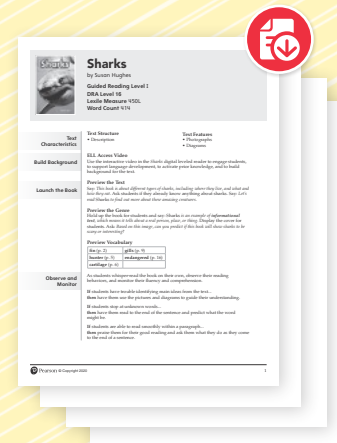 Sharks
Sharks
by Susan Hughes
Guided Reading Level I
DRA Level 16
Lexile Measure 450L
Word Count 414
Text
Characteristics
Text Structure
• Description
Text Features
• Photographs
• Diagrams
Build Background
ELL Access Video
Use the interactive video in the Sharks digital leveled reader to engage students,
to support language development, to activate prior knowledge, and to build
background for the text.
Launch the Book
Preview the Text
Say: This book is about different types of sharks, including where they live, and what and
how they eat. Ask students if they already know anything about sharks. Say: Let's
read Sharks to find out more about these amazing creatures.
Preview the Genre
Hold up the book for students and say: Sharks is an example of informational
text, which means it tells about a real person, place, or thing. Display the cover for
students. Ask: Based on this image, can you predict if this book will show sharks to be
scary or interesting?
Preview Vocabulary
fin (p. 2) gills (p. 9)
hunter (p. 5) endangered (p. 16)
cartilage (p. 6)
Observe and
Monitor
As students whisper-read the book on their own, observe their reading
behaviors, and monitor their fluency and comprehension.
If students have trouble identifying main ideas from the text...
then have them use the pictures and diagrams to guide their understanding.
If students stop at unknown words...
then have them read to the end of the sentence and predict what the word
might be.
If students are able to read smoothly within a paragraph...
then praise them for their good reading and ask them what they do as they come
to the end of a sentence.
Pearson © Copyright 2020.
1